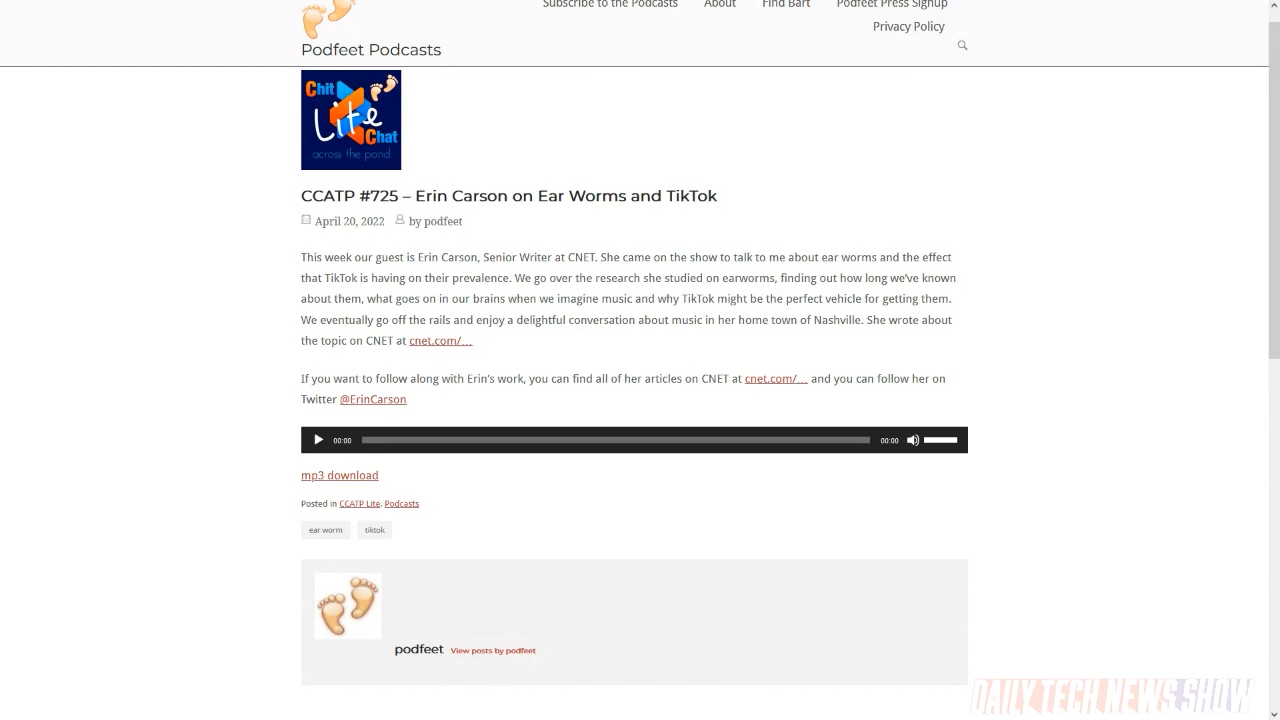 Subscribe to the Podcasts About Find Bart Podfeet Press Signup
Privacy Policy
Podfeet Podcasts
Chit
Lite
Chat
across the pond
CCATP #725 – Erin Carson on Ear Worms and TikTok
April 20, 2022 by podfeet
This week our guest is Erin Carson, Senior Writer at CNET. She came on the show to talk to me about ear worms and the effect
that TikTok is having on their prevalence. We go over the research she studied on earworms, finding out how long we’ve known
about them, what goes on in our brains when we imagine music and why TikTok might be the perfect vehicle for getting them.
We eventually go off the rails and enjoy a delightful conversation about music in her home town of Nashville. She wrote about
the topic on CNET at cnet.com/…
If you want to follow along with Erin’s work, you can find all of her articles on CNET at cnet.com/… and you can follow her on
Twitter @ErinCarson
00:00 00:00
mp3 download
Posted in CCATP Lite, Podcasts
ear worm tiktok
podfeet View posts by podfeet
DAILY TECH NEWS SHOW